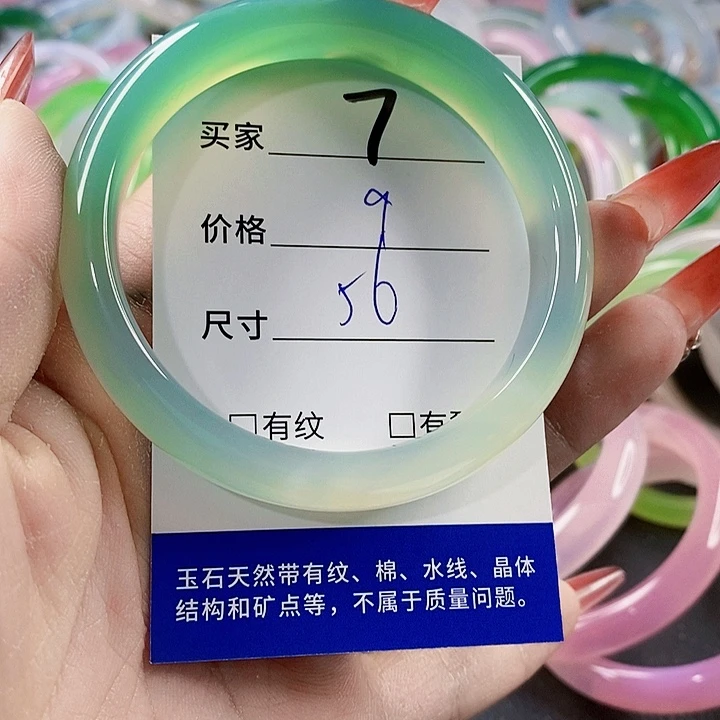 买家 7
价格 9
尺寸 56
□有纹 □有
玉石天然带有纹、棉、水线、晶体
结构和矿点等，不属于质量问题。